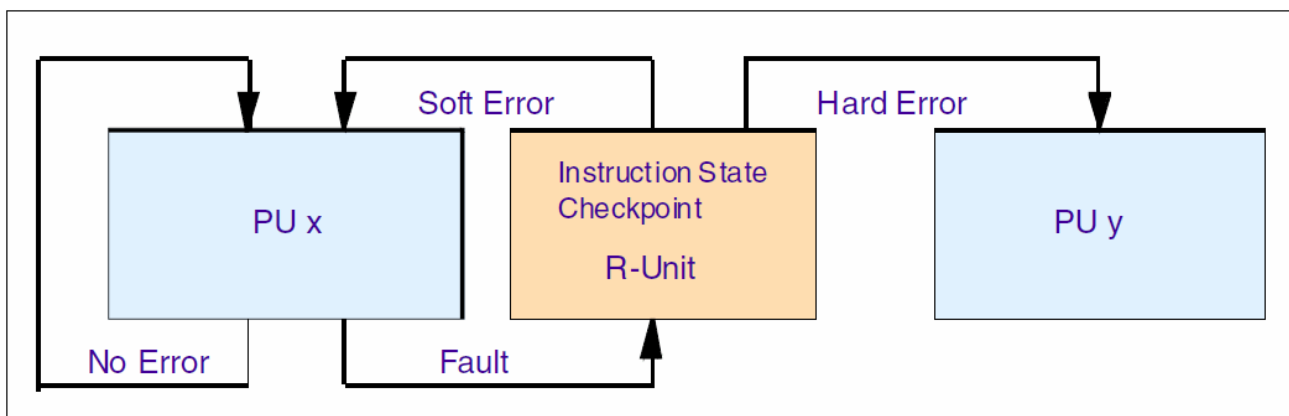 Soft Error
Hard Error
PU x
Instruction State
Checkpoint
R-Unit
PU y
No Error
Fault